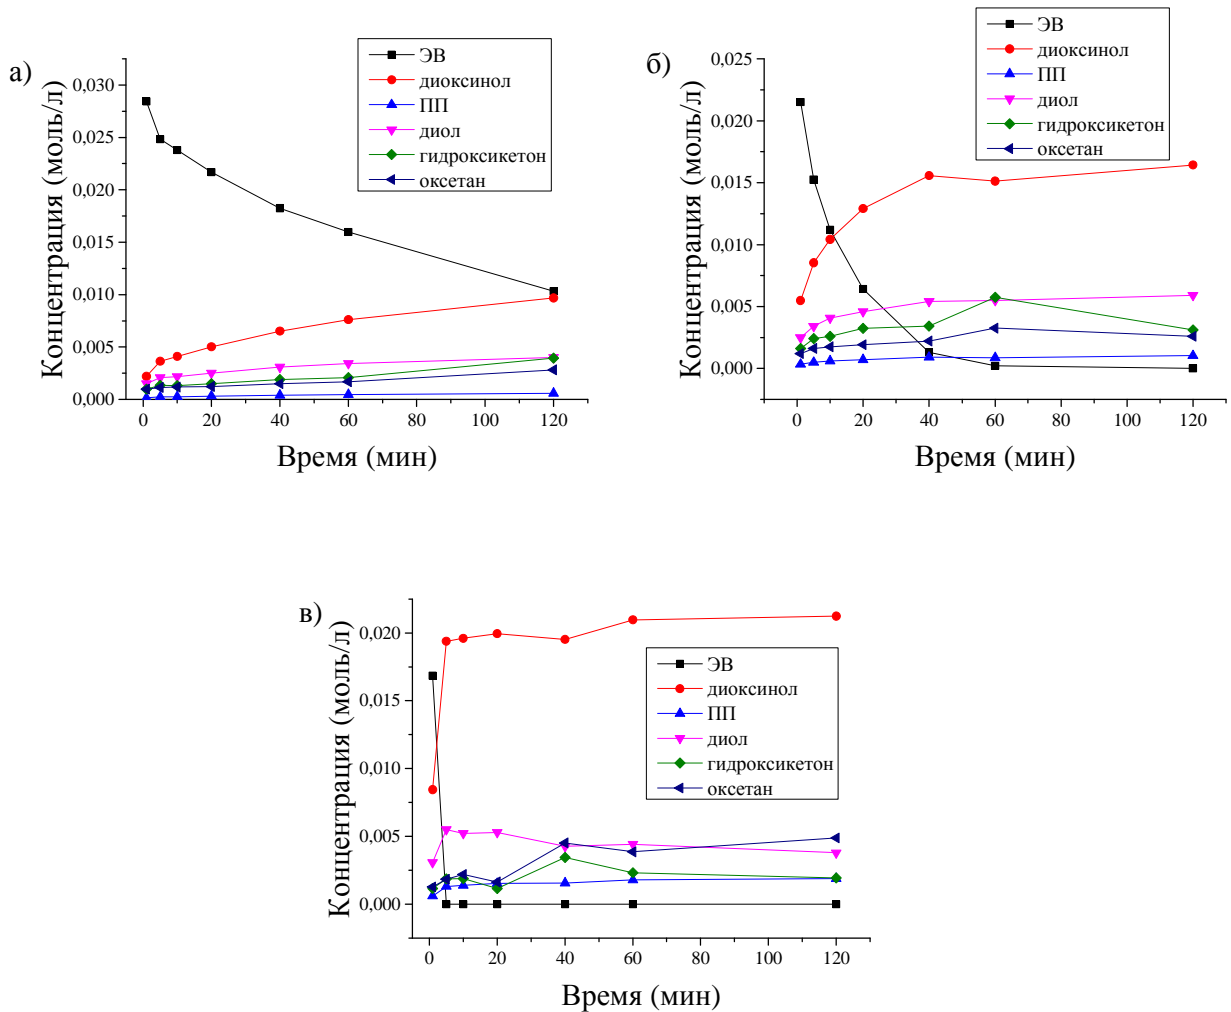 а)
ЭВ
диоксинол
ПП
диол
гидроксикетон
оксетан
Концентрация (моль/л)
0,030
0,025
0,020
0,015
0,010
0,005
0,000
0 20 40 60 80 100 120
Время (мин)
б)
ЭВ
диоксинол
ПП
диол
гидроксикетон
оксетан
Концентрация (моль/л)
0,025
0,020
0,015
0,010
0,005
0,000
0 20 40 60 80 100 120
Время (мин)
в)
ЭВ
диоксинол
ПП
диол
гидроксикетон
оксетан
Концентрация (моль/л)
0,020
0,015
0,010
0,005
0,000
0 20 40 60 80 100 120
Время (мин)